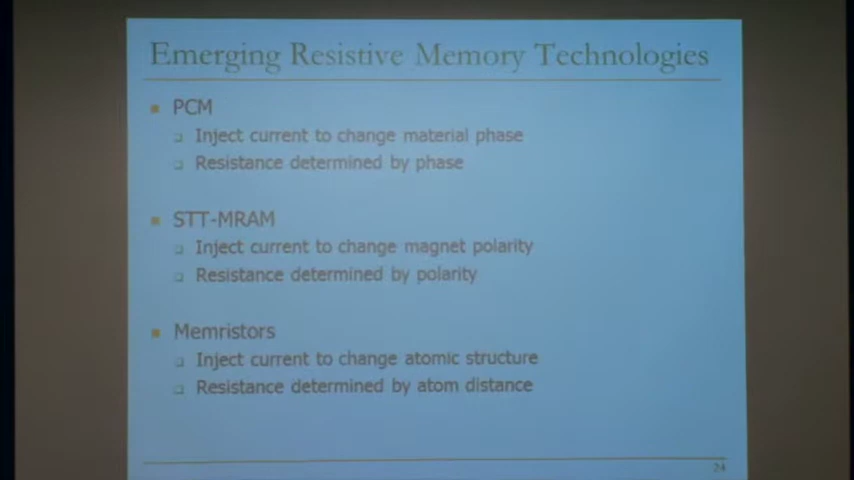 Emerging Resistive Memory Technologies
PCM
Inject current to change material phase
Resistance determined by phase
STT-MRAM
Inject current to change magnet polarity
Resistance determined by polarity
Memristors
Inject current to change atomic structure
Resistance determined by atom distance
24